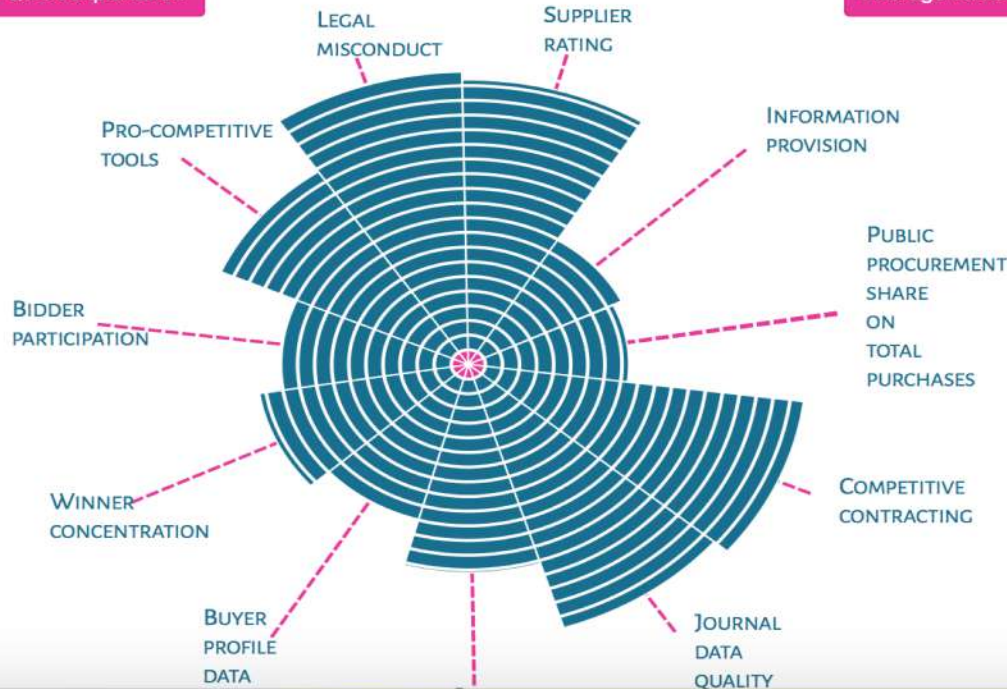 LEGAL
MISCONDUCT
SUPPLIER
RATING
INFORMATION
PROVISION
PRO-COMPETITIVE
TOOLS
PUBLIC
PROCUREMENT
SHARE
ON
TOTAL
PURCHASES
BIDDER
PARTICIPATION
COMPETITIVE
CONTRACTING
WINNER
CONCENTRATION
BUYER
PROFILE
DATA
JOURNAL
DATA
QUALITY